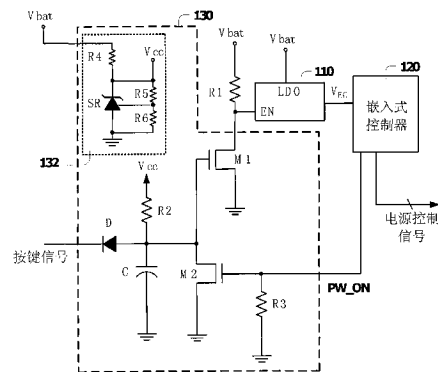 Vbat
130
Vcc
R4
R5
SR
R6
132
Vbat
Vbat
R1
110
LDO
EN
VEC
120
嵌入式
控制器
M1
Vcc
R2
D
按键信号
C
M2
R3
PW_ON
电源控制
信号